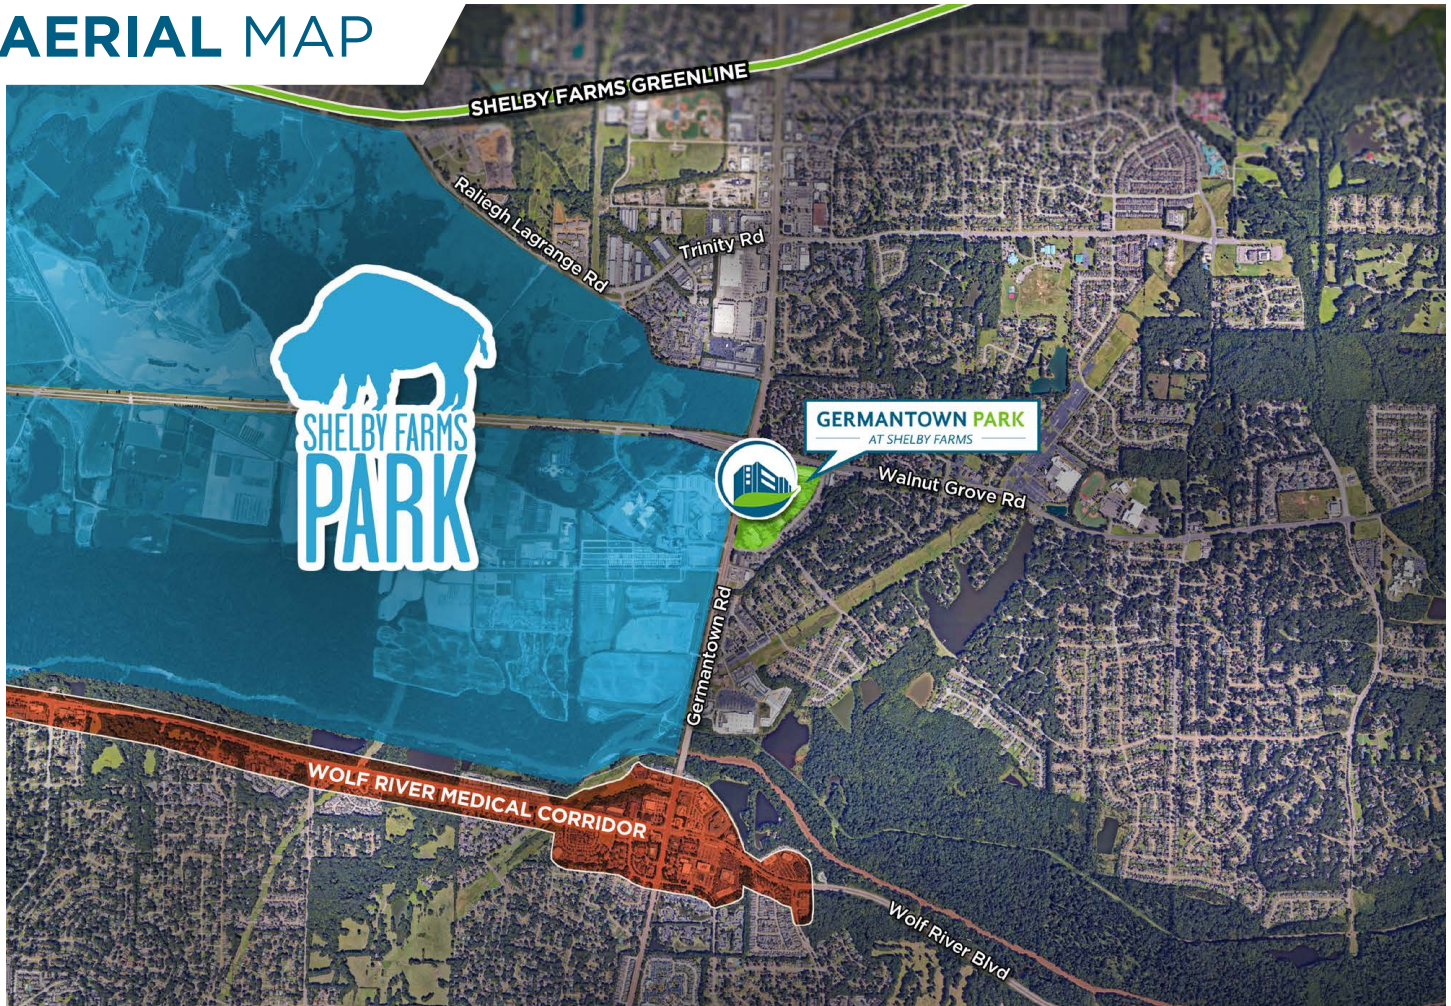 AERIAL MAP
SHELBY FARMS GREENLINE
Raliegh Lagrange Rd
Trinity Rd
SHELBY FARMS
PARK
GERMANTOWN PARK
AT SHELBY FARMS
Walnut Grove Rd
Germantown Rd
WOLF RIVER MEDICAL CORRIDOR
Wolf River Blvd